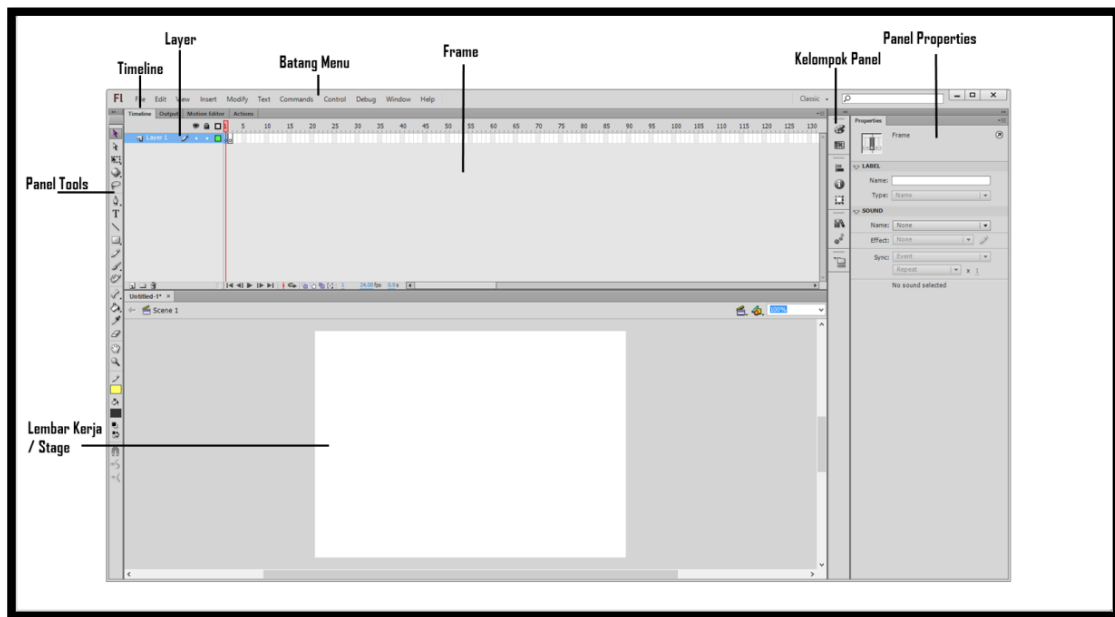 Layer
Panel Properties
Frame
Kelompok Panel
Timeline
Batang Menu
Fl File Edit View Insert Modify Text Commands Control Debug Window Help Classic
Timeline Output Motion Editor Actions
Properties
5 10 15 20 25 30 35 40 45 50 55 60 65 70 75 80 85 90 95 100 105 110 115 120 125 130
Layer 1
Frame
LABEL
Name:
Type: Name
SOUND
Name: None
Effect: None
Sync: Event
Repeat x 1
No sound selected
Panel Tools
24.00 fps 0.0 s
Untitled-1* ×
Scene 1
100%
Lembar Kerja
/ Stage